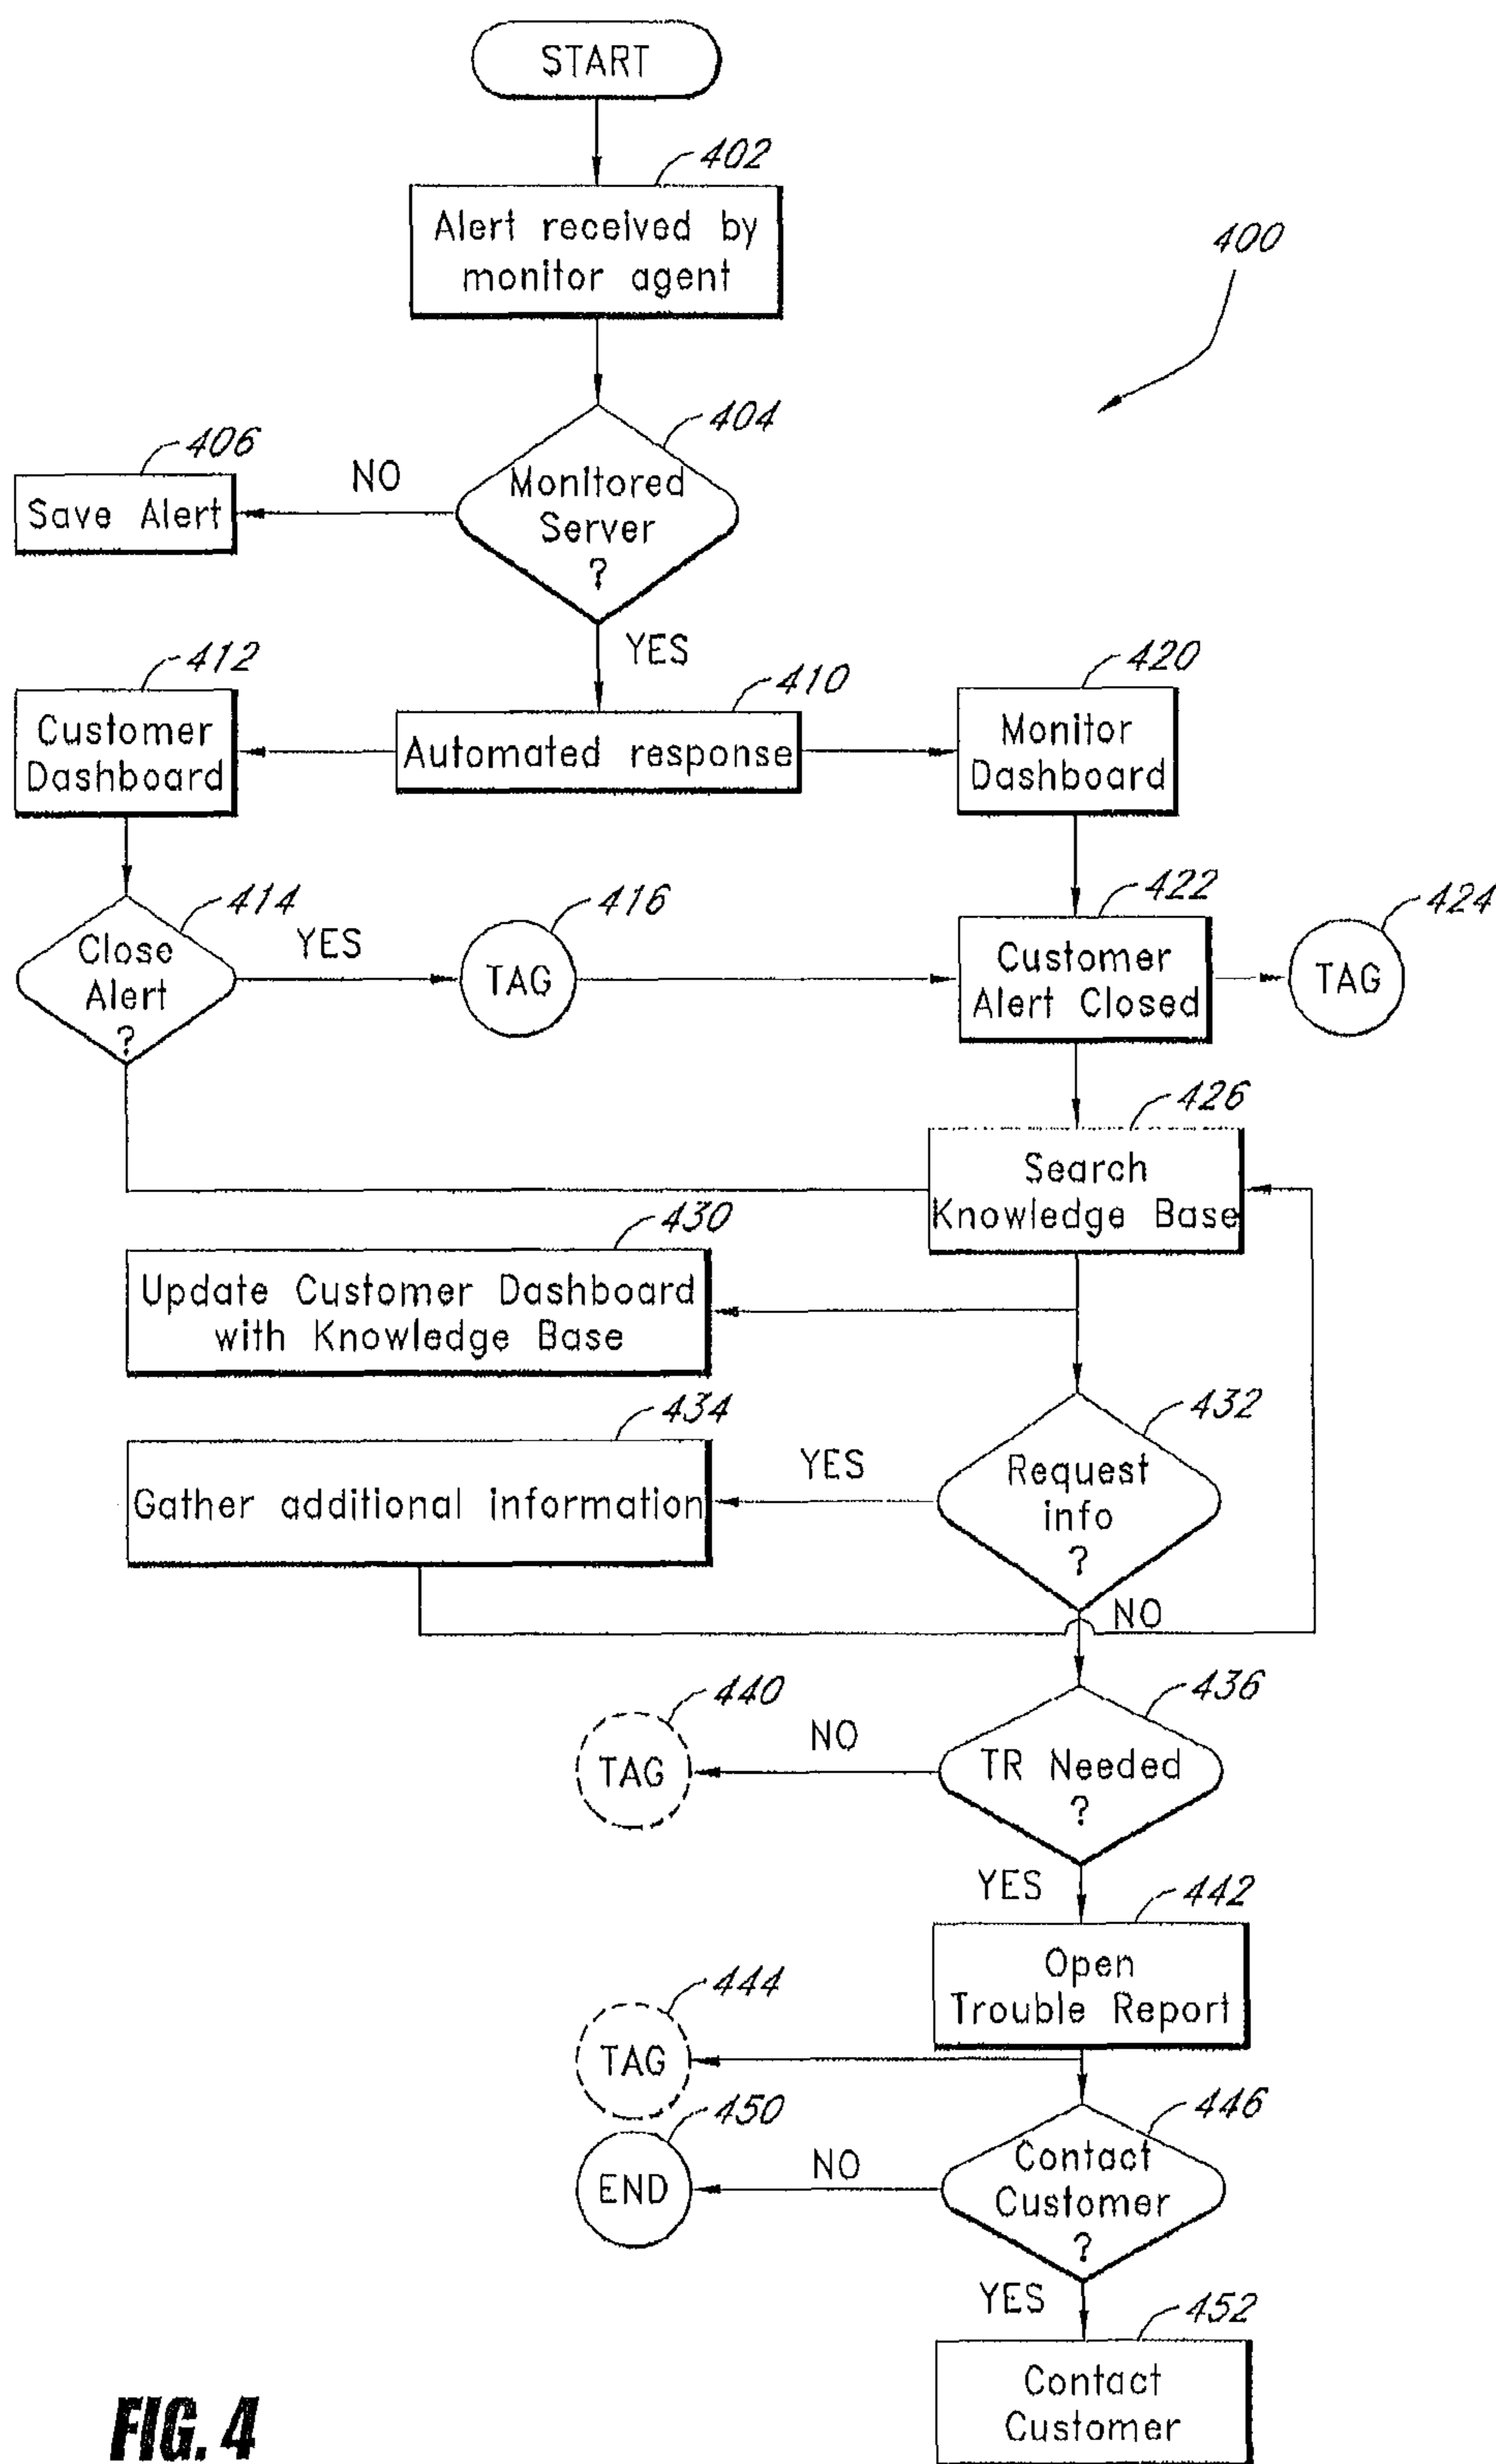 START
402
Alert received by
monitor agent
400
404
406
NO
Monitored
Server
?
Save Alert
YES
412
410
420
Customer
Dashboard
Automated response
Monitor
Dashboard
414
YES
416
422
424
Close
Alert
?
TAG
Customer
Alert Closed
TAG
426
Search
Knowledge Base
430
Update Customer Dashboard
with Knowledge Base
432
434
YES
Request
info
?
Gather additional information
NO
440
436
NO
TAG
TR Needed
?
YES
442
Open
Trouble Report
444
TAG
450
446
END
NO
Contact
Customer
?
YES
452
Contact
Customer
FIG. 4